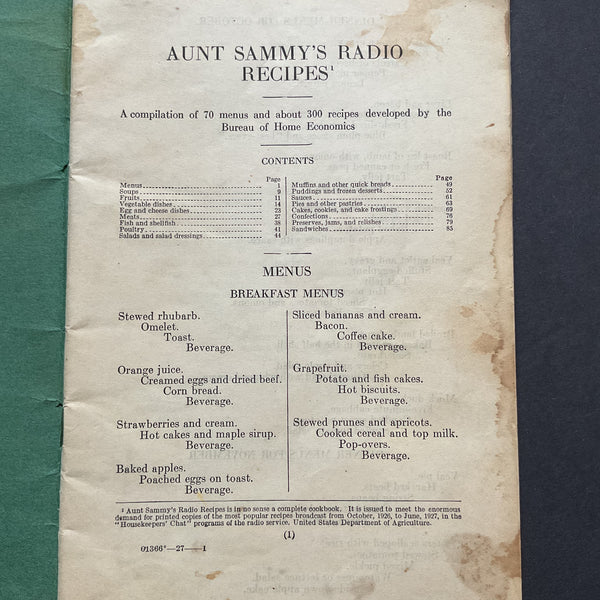 AUNT SAMMY'S RADIO
RECIPES¹
A compilation of 70 menus and about 300 recipes developed by the
Bureau of Home Economics
CONTENTS
Page
Menus 1
Soups 9
Fruits 11
Vegetable dishes 14
Egg and cheese dishes 23
Meats 27
Fish and shellfish 38
Poultry 41
Salads and salad dressings 44
Page
Muffins and other quick breads 49
Puddings and frozen desserts 52
Sauces 61
Pies and other pastries 63
Cakes, cookies, and cake frostings 69
Confections 76
Preserves, jams, and relishes 79
Sandwiches 85
MENUS
BREAKFAST MENUS
Stewed rhubarb.
Omelet.
Toast.
Beverage.
Orange juice.
Creamed eggs and dried beef.
Corn bread.
Beverage.
Strawberries and cream.
Hot cakes and maple sirup.
Beverage.
Baked apples.
Poached eggs on toast.
Beverage.
Sliced bananas and cream.
Bacon.
Coffee cake.
Beverage.
Grapefruit.
Potato and fish cakes.
Hot biscuits.
Beverage.
Stewed prunes and apricots.
Cooked cereal and top milk.
Pop-overs.
Beverage.
¹ Aunt Sammy's Radio Recipes is in no sense a complete cookbook. It is issued to meet the enormous
demand for printed copies of the most popular recipes broadcast from October, 1926, to June, 1927, in the
"Housekeepers' Chat" programs of the radio service, United States Department of Agriculture.
(1)
01366°—27——1